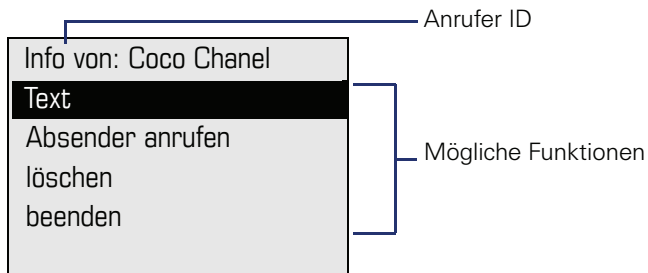 Anrufer ID
Info von: Coco Chanel
Text
Absender anrufen
löschen
beenden
Mögliche Funktionen